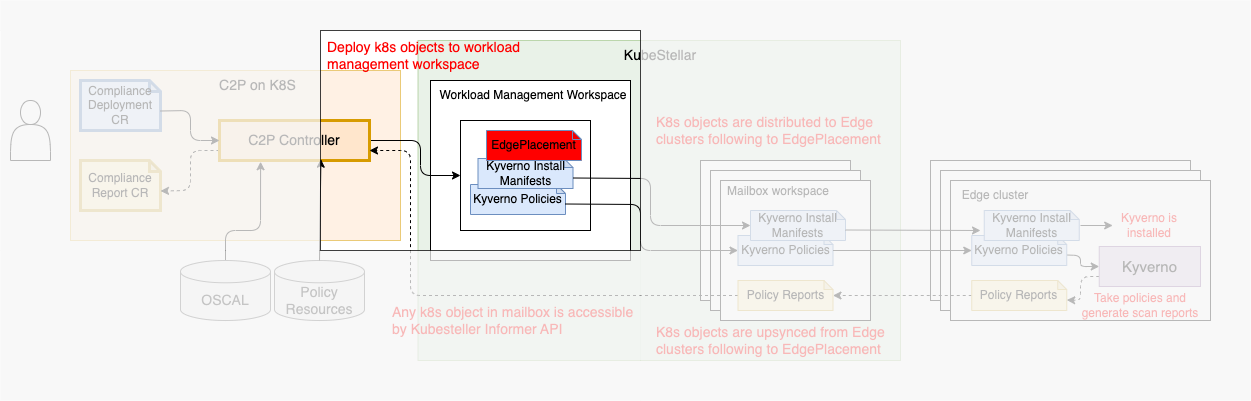 Deploy k8s objects to workload
management workspace
KubeStellar
C2P on K8S
Compliance
Deployment
CR
C2P Controller
Compliance
Report CR
OSCAL
Policy
Resources
Workload Management Workspace
EdgePlacement
Kyverno Install
Manifests
Kyverno Policies
K8s objects are distributed to Edge
clusters following to EdgePlacement
Mailbox workspace
Kyverno Install
Manifests
Kyverno Policies
Policy Reports
Edge cluster
Kyverno Install
Manifests
Kyverno Policies
Policy Reports
Kyverno is
installed
Kyverno
Take policies and
generate scan reports
Any k8s object in mailbox is accessible
by Kubesteller Informer API
K8s objects are upsynced from Edge
clusters following to EdgePlacement